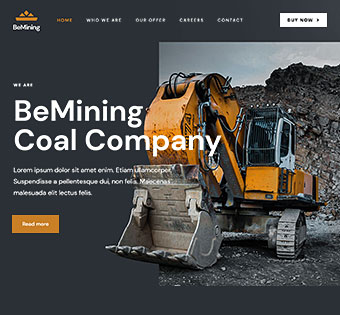 BeMining
HOME WHO WE ARE OUR OFFER CAREERS CONTACT
BUY NOW
WE ARE
BeMining
Coal Company
Lorem ipsum dolor sit amet enim. Etiam ullamcorper.
Suspendisse a pellentesque dui, non felis. Maecenas
malesuada elit lectus felis.
Read more